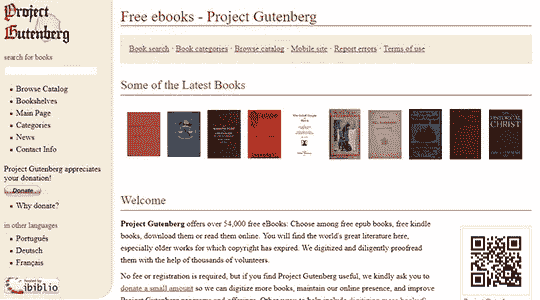 Project
Gutenberg
search for books
Browse Catalog
Bookshelves
Main Page
Categories
News
Contact Info
Project Gutenberg appreciates
your donation!
Donate
Why donate?
in other languages
Português
Deutsch
Français
ibiblio
Free ebooks - Project Gutenberg
Book search · Book categories · Browse catalog · Mobile site · Report errors · Terms of use
Some of the Latest Books
HISTORICAL
CHRIST
Welcome
Project Gutenberg offers over 54,000 free eBooks: Choose among free epub books, free kindle
books, download them or read them online. You will find the world's great literature here,
especially older works for which copyright has expired. We digitized and diligently proofread
them with the help of thousands of volunteers.
No fee or registration is required, but if you find Project Gutenberg useful, we kindly ask you to
donate a small amount so we can digitize more books, maintain our online presence, and improve